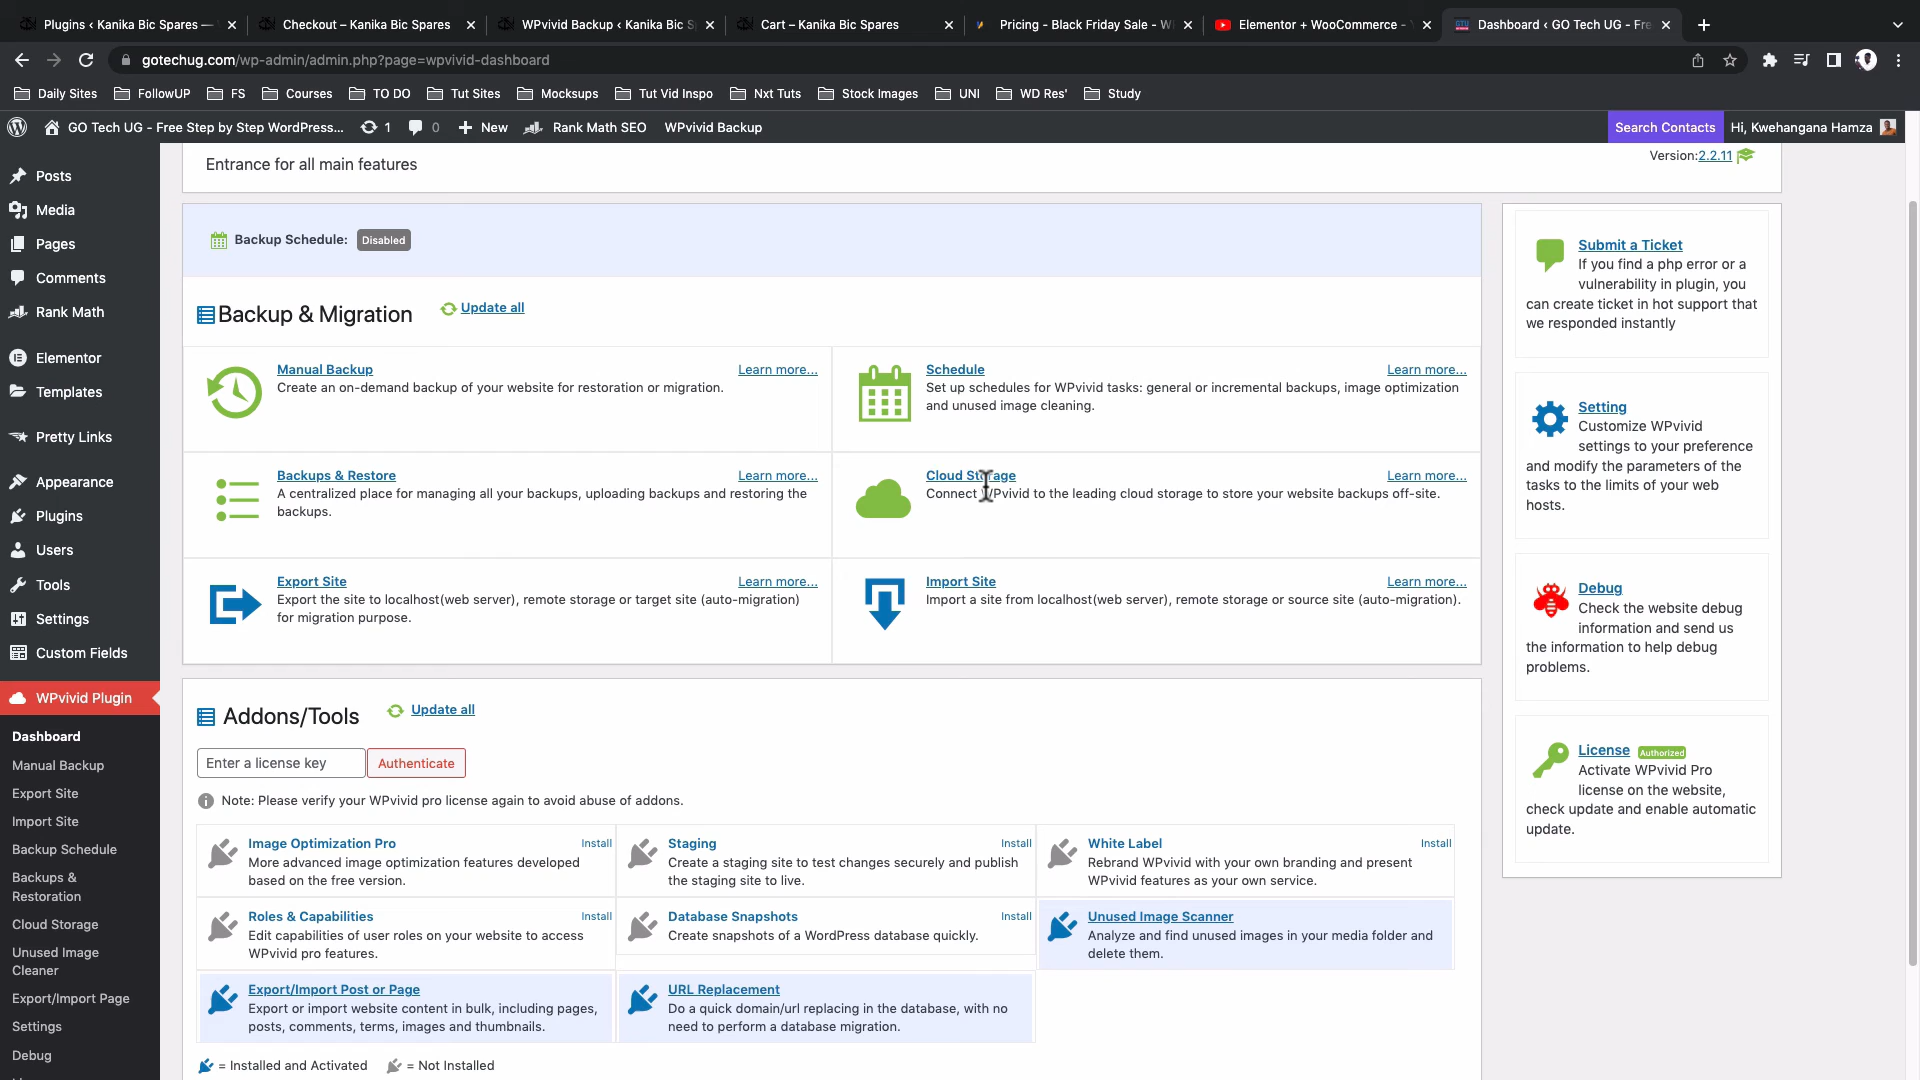 Plugins ‹ Kanika Bic Spares —
Checkout – Kanika Bic Spares
WPvivid Backup ‹ Kanika Bic S
Cart – Kanika Bic Spares
Pricing - Black Friday Sale - W
Elementor + WooCommerce -
Dashboard ‹ GO Tech UG - Fre
gotechug.com/wp-admin/admin.php?page=wpvivid-dashboard
Daily Sites
FollowUP
FS
Courses
TO DO
Tut Sites
Mocksups
Tut Vid Inspo
Nxt Tuts
Stock Images
UNI
WD Res'
Study
GO Tech UG - Free Step by Step WordPress...
1
0
New
Rank Math SEO
WPvivid Backup
Search Contacts
Hi, Kwehangana Hamza
Posts
Media
Pages
Comments
Rank Math
Elementor
Templates
Pretty Links
Appearance
Plugins
Users
Tools
Settings
Custom Fields
WPvivid Plugin
Dashboard
Manual Backup
Export Site
Import Site
Backup Schedule
Backups &
Restoration
Cloud Storage
Unused Image
Cleaner
Export/Import Page
Settings
Debug
Entrance for all main features
Version:2.2.11
Backup Schedule: Disabled
Backup & Migration
Update all
Manual Backup
Learn more...
Create an on-demand backup of your website for restoration or migration.
Schedule
Learn more...
Set up schedules for WPvivid tasks: general or incremental backups, image optimization
and unused image cleaning.
Backups & Restore
Learn more...
A centralized place for managing all your backups, uploading backups and restoring the
backups.
Cloud Storage
Learn more...
Connect WPvivid to the leading cloud storage to store your website backups off-site.
Export Site
Learn more...
Export the site to localhost(web server), remote storage or target site (auto-migration)
for migration purpose.
Import Site
Learn more...
Import a site from localhost(web server), remote storage or source site (auto-migration).
Addons/Tools
Update all
Enter a license key
Authenticate
Note: Please verify your WPvivid pro license again to avoid abuse of addons.
Image Optimization Pro
Install
More advanced image optimization features developed
based on the free version.
Staging
Install
Create a staging site to test changes securely and publish
the staging site to live.
White Label
Install
Rebrand WPvivid with your own branding and present
WPvivid features as your own service.
Roles & Capabilities
Install
Edit capabilities of user roles on your website to access
WPvivid pro features.
Database Snapshots
Install
Create snapshots of a WordPress database quickly.
Unused Image Scanner
Analyze and find unused images in your media folder and
delete them.
Export/Import Post or Page
Export or import website content in bulk, including pages,
posts, comments, terms, images and thumbnails.
URL Replacement
Do a quick domain/url replacing in the database, with no
need to perform a database migration.
= Installed and Activated
= Not Installed
Submit a Ticket
If you find a php error or a
vulnerability in plugin, you
can create ticket in hot support that
we responded instantly
Setting
Customize WPvivid
settings to your preference
and modify the parameters of the
tasks to the limits of your web
hosts.
Debug
Check the website debug
information and send us
the information to help debug
problems.
License Authorized
Activate WPvivid Pro
license on the website,
check update and enable automatic
update.